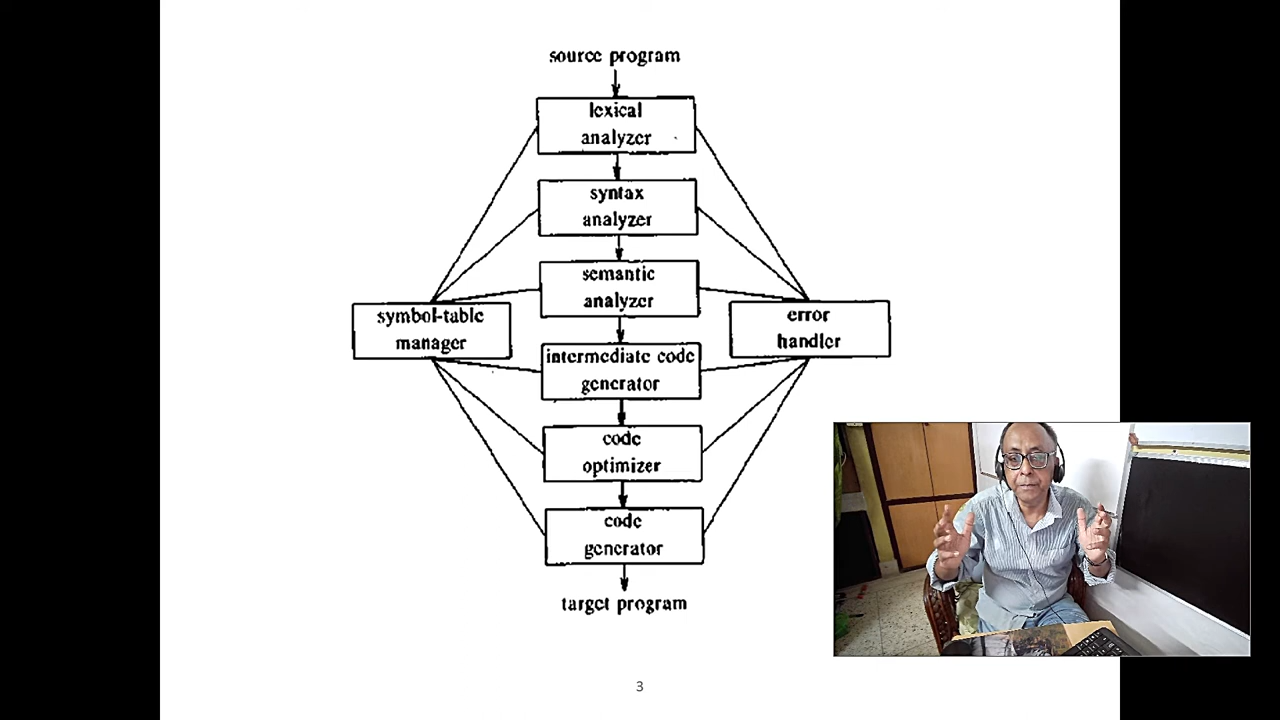 source program
lexical
analyzer
syntax
analyzer
semantic
analyzer
symbol-table
manager
error
handler
intermediate code
generator
code
optimizer
code
generator
target program
3